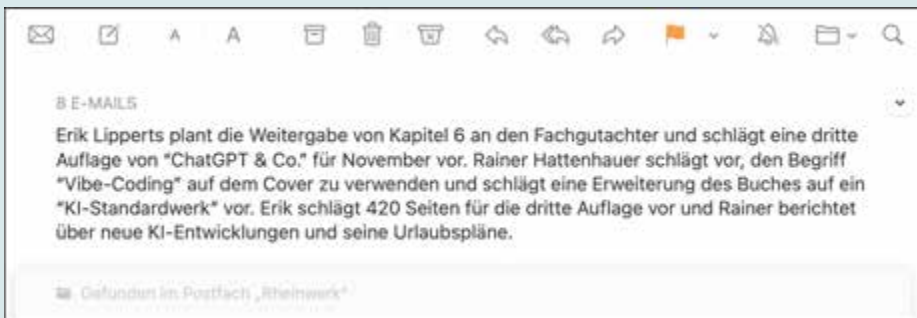 A A
8 E-MAILS
Erik Lipperts plant die Weitergabe von Kapitel 6 an den Fachgutachter und schlägt eine dritte
Auflage von "ChatGPT & Co." für November vor. Rainer Hattenhauer schlägt vor, den Begriff
"Vibe-Coding" auf dem Cover zu verwenden und schlägt eine Erweiterung des Buches auf ein
"KI-Standardwerk" vor. Erik schlägt 420 Seiten für die dritte Auflage vor und Rainer berichtet
über neue KI-Entwicklungen und seine Urlaubspläne.
Gefunden im Postfach „Rheinwerk“